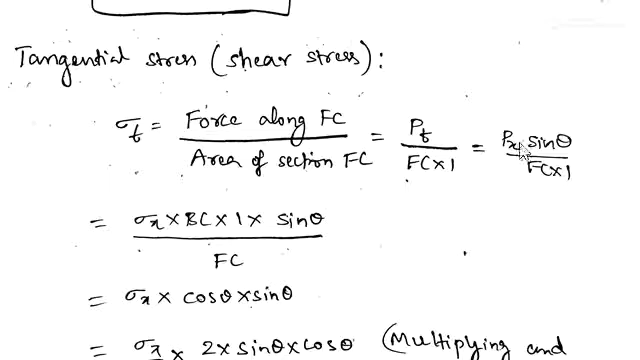 Tangential stress (shear stress):
σt = Force along FC / Area of section FC = Pt / FC×1 = Px sinθ / FC×1
= σx × BC × 1 × sinθ / FC
= σx × cosθ × sinθ
= σx / 2 × 2 × sinθ × cosθ (Multiplying and